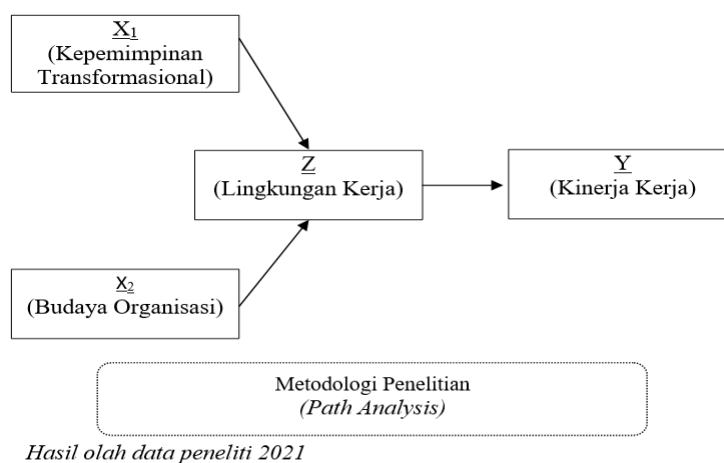 X1
(Kepemimpinan
Transformasional)
Z
(Lingkungan Kerja)
Y
(Kinerja Kerja)
X2
(Budaya Organisasi)
Metodologi Penelitian
(Path Analysis)
Hasil olah data peneliti 2021